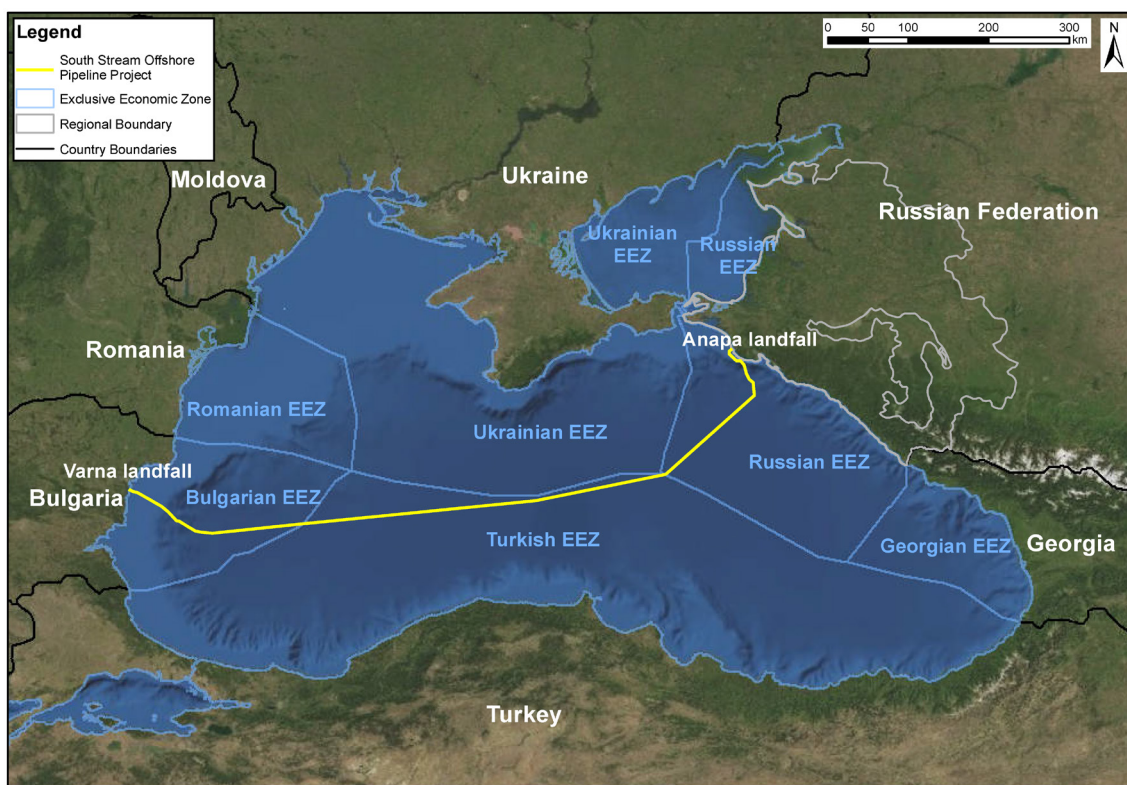 Legend
South Stream Offshore
Pipeline Project
Exclusive Economic Zone
Regional Boundary
Country Boundaries
0 50 100 200 300
km
N
Moldova
Ukraine
Russian Federation
Ukrainian
EEZ
Russian
EEZ
Anapa landfall
Romania
Romanian EEZ
Ukrainian EEZ
Russian EEZ
Varna landfall
Bulgaria
Bulgarian EEZ
Turkish EEZ
Georgian EEZ
Georgia
Turkey